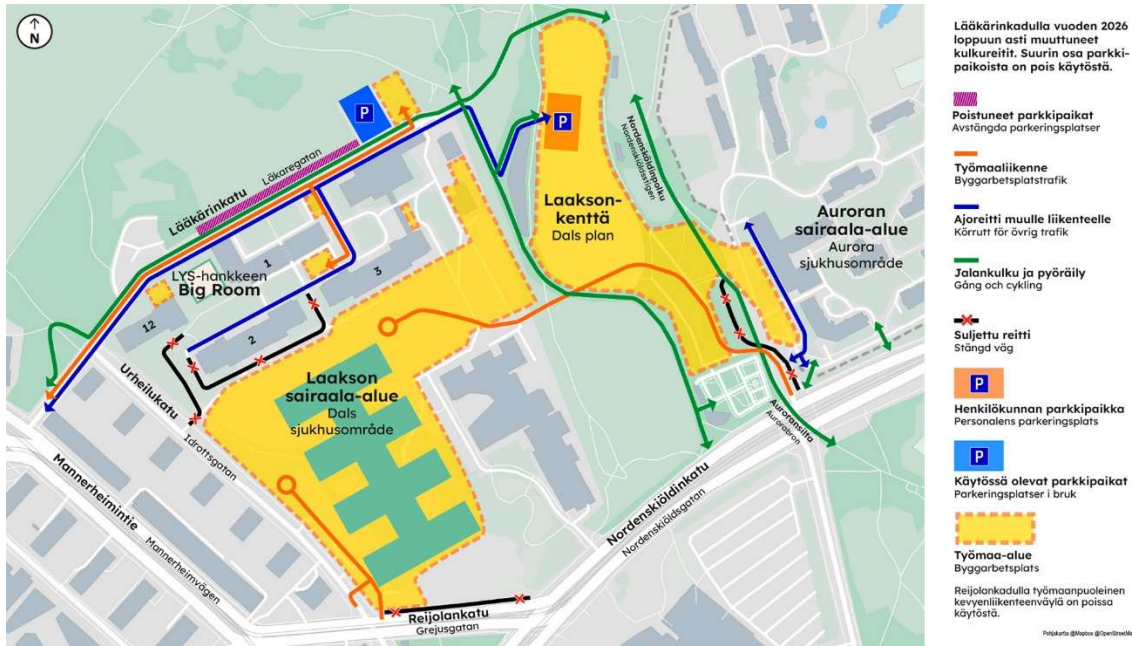 N
P
Lääkärinkatu
Läkaregatan
LYS-hankkeen
Big Room
1
2
3
12
Urheilukatu
Idrottsgatan
Mannerheimintie
Mannerheimvägen
Laakson
sairaala-alue
Dals
sjukhusområde
P
Laakson-
kenttä
Dals plan
Nordenskiöldinpolku
Nordenskiöldsstigen
Auroran
sairaala-alue
Aurora
sjukhusområde
Auroransilta
Aurorabron
Nordenskiöldinkatu
Nordenskiöldsgatan
Reijolankatu
Grejusgatan
Lääkärinkadulla vuoden 2026
loppuun asti muuttuneet
kulkureitit. Suurin osa parkki-
paikoista on pois käytöstä.
Poistuneet parkkipaikat
Avstängda parkeringsplatser
Työmaaliikenne
Byggarbetsplatstrafik
Ajoreitti muulle liikenteelle
Körrutt för övrig trafik
Jalankulku ja pyöräily
Gång och cykling
Suljettu reitti
Stängd väg
P
Henkilökunnan parkkipaikka
Personalens parkeringsplats
P
Käytössä olevat parkkipaikat
Parkeringsplatser i bruk
Työmaa-alue
Byggarbetsplats
Reijolankadulla työmaanpuoleinen
kevyenliikenteenväylä on poissa
käytöstä.
Pohjakartta @Mapbox @OpenStreetMa